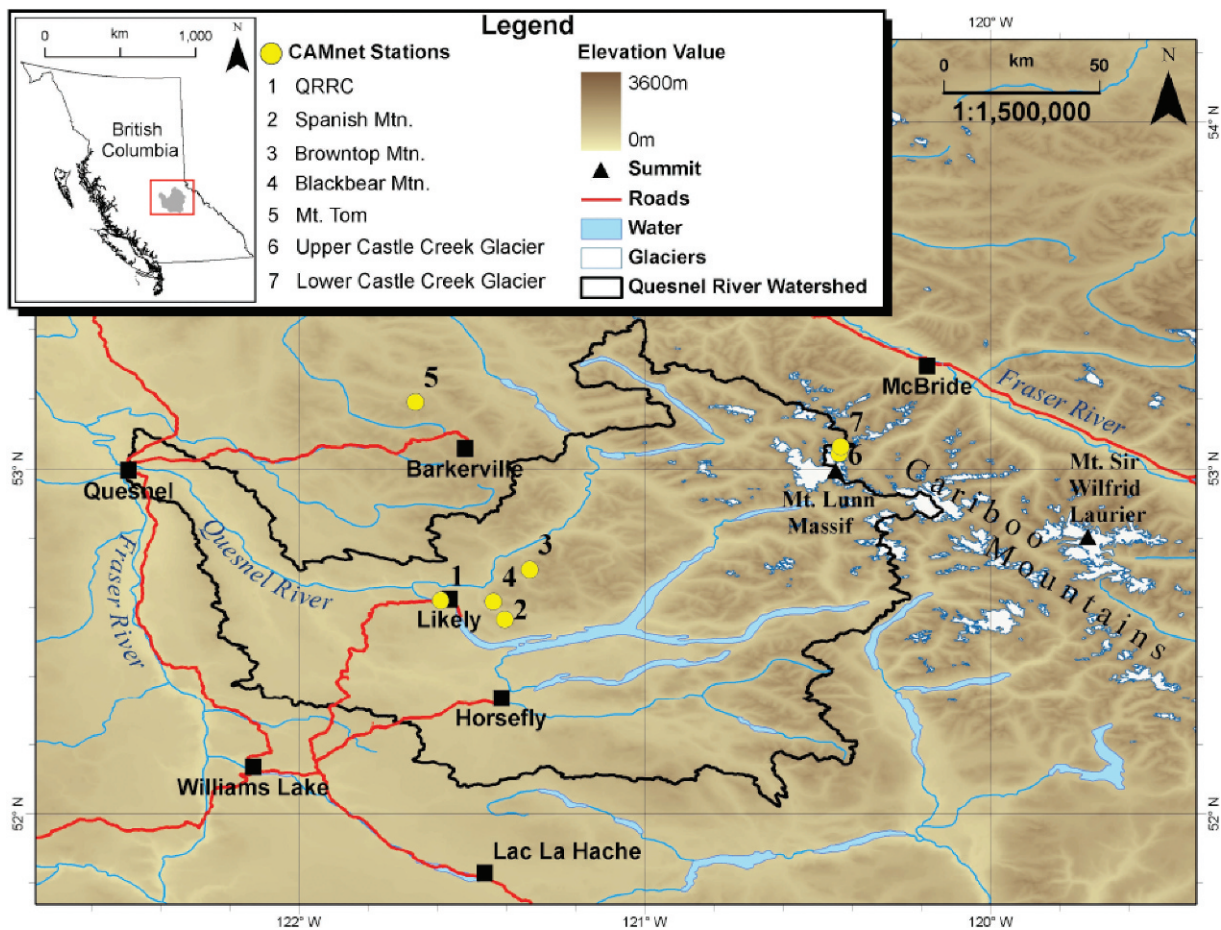 Legend
0 km 1,000
N
British
Columbia
CAMnet Stations
1 QRRC
2 Spanish Mtn.
3 Browntop Mtn.
4 Blackbear Mtn.
5 Mt. Tom
6 Upper Castle Creek Glacier
7 Lower Castle Creek Glacier
Elevation Value
3600m
0m
Summit
Roads
Water
Glaciers
Quesnel River Watershed
120° W
0 km 50
1:1,500,000
N
54° N
McBride
Fraser River
5
Barkerville
53° N
Quesnel
7
6
53° N
Mt. Lunn
Massif
Cariboo
Mountains
Mt. Sir
Wilfrid
Laurier
Quesnel River
Fraser River
3
1
4
Likely
2
Horsefly
Williams Lake
52° N
52° N
Lac La Hache
122° W
121° W
120° W